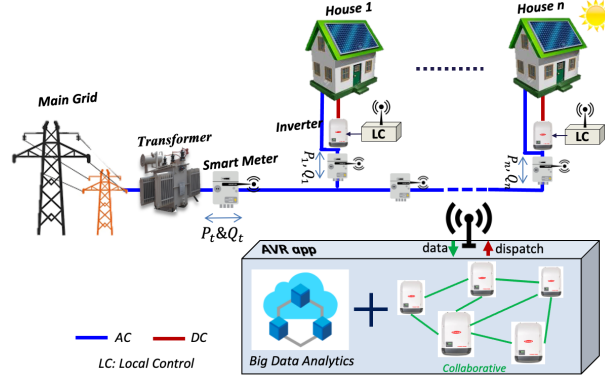 House 1
House n
Main Grid
Transformer
Inverter
LC
LC
Smart Meter
P₁, Q₁
Pₙ, Qₙ
Pₜ&Qₜ
AVR app
data
dispatch
AC
DC
LC: Local Control
Big Data Analytics
Collaborative